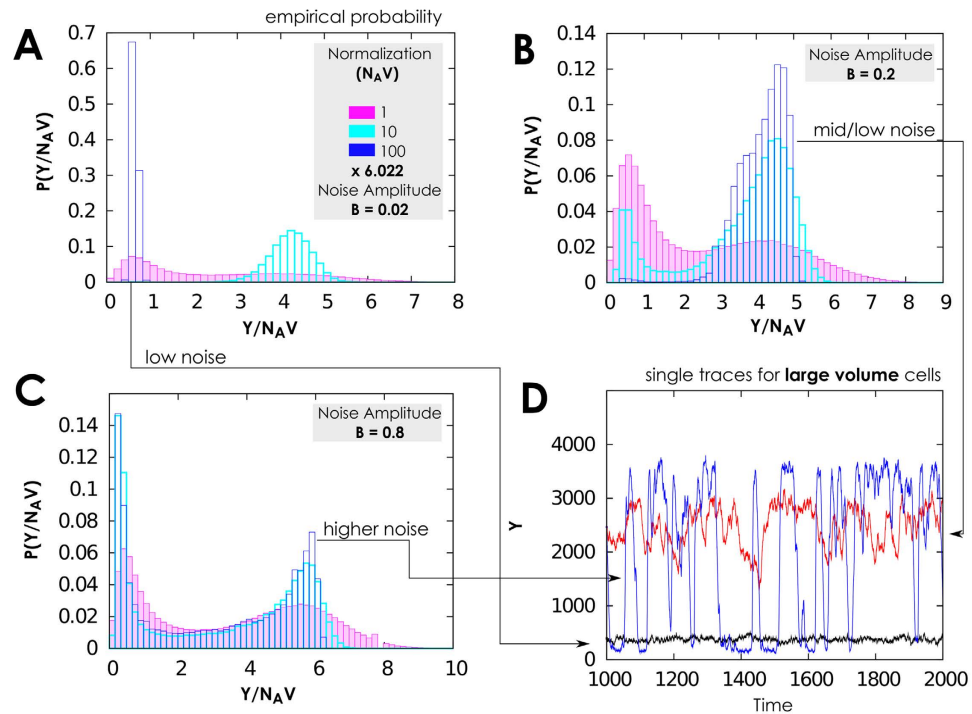 empirical probability
A
0.7
0.6
0.5
0.4
0.3
0.2
0.1
0
P(Y/NAV)
Normalization
(NAV)
1
10
100
x 6.022
Noise Amplitude
B = 0.02
0 1 2 3 4 5 6 7 8
Y/NAV
low noise
B
0.14
0.12
0.1
0.08
0.06
0.04
0.02
0
P(Y/NAV)
Noise Amplitude
B = 0.2
mid/low noise
0 1 2 3 4 5 6 7 8 9
Y/NAV
C
0.14
0.12
0.1
0.08
0.06
0.04
0.02
0
P(Y/NAV)
Noise Amplitude
B = 0.8
higher noise
0 2 4 6 8 10
Y/NAV
single traces for large volume cells
D
4000
3000
2000
1000
0
Y
1000 1200 1400 1600 1800 2000
Time